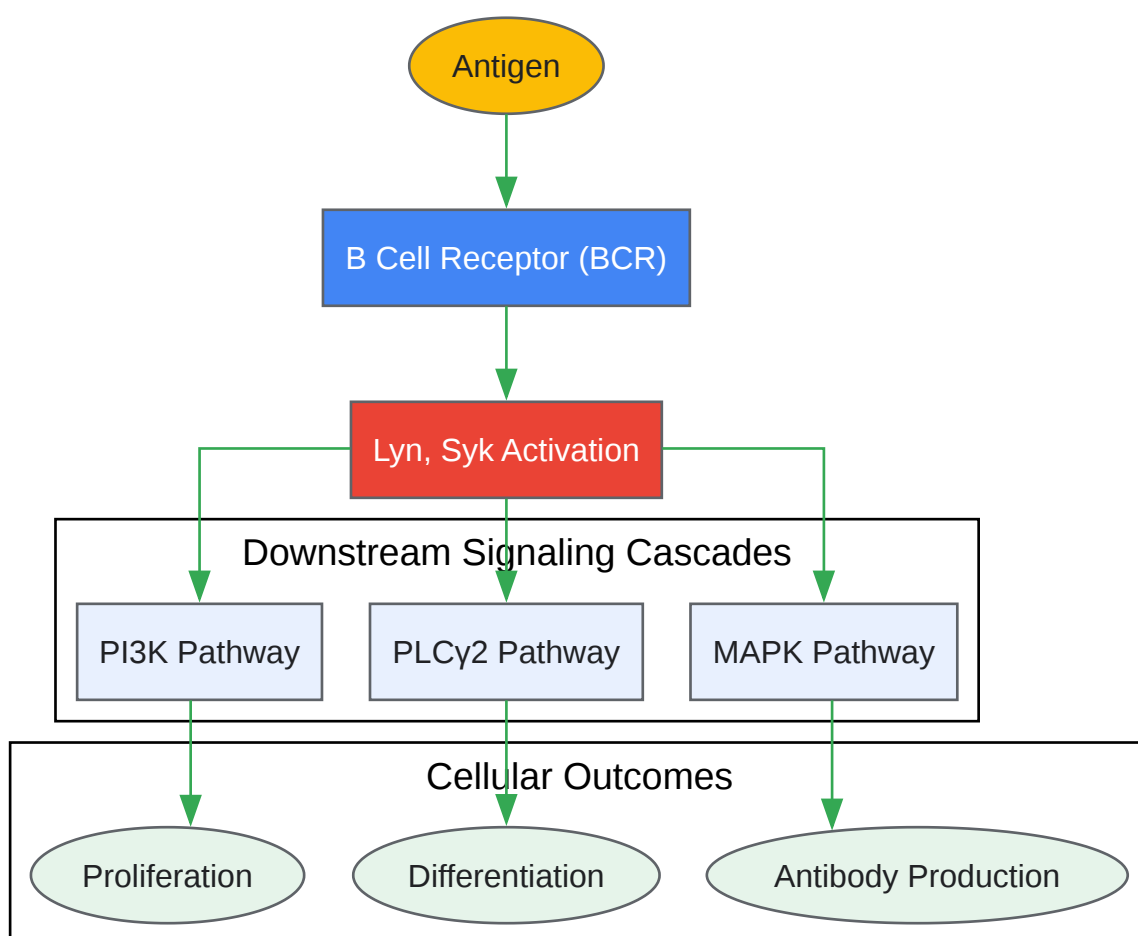 Antigen
B Cell Receptor (BCR)
Lyn, Syk Activation
Downstream Signaling Cascades
PI3K Pathway
PLCγ2 Pathway
MAPK Pathway
Cellular Outcomes
Proliferation
Differentiation
Antibody Production